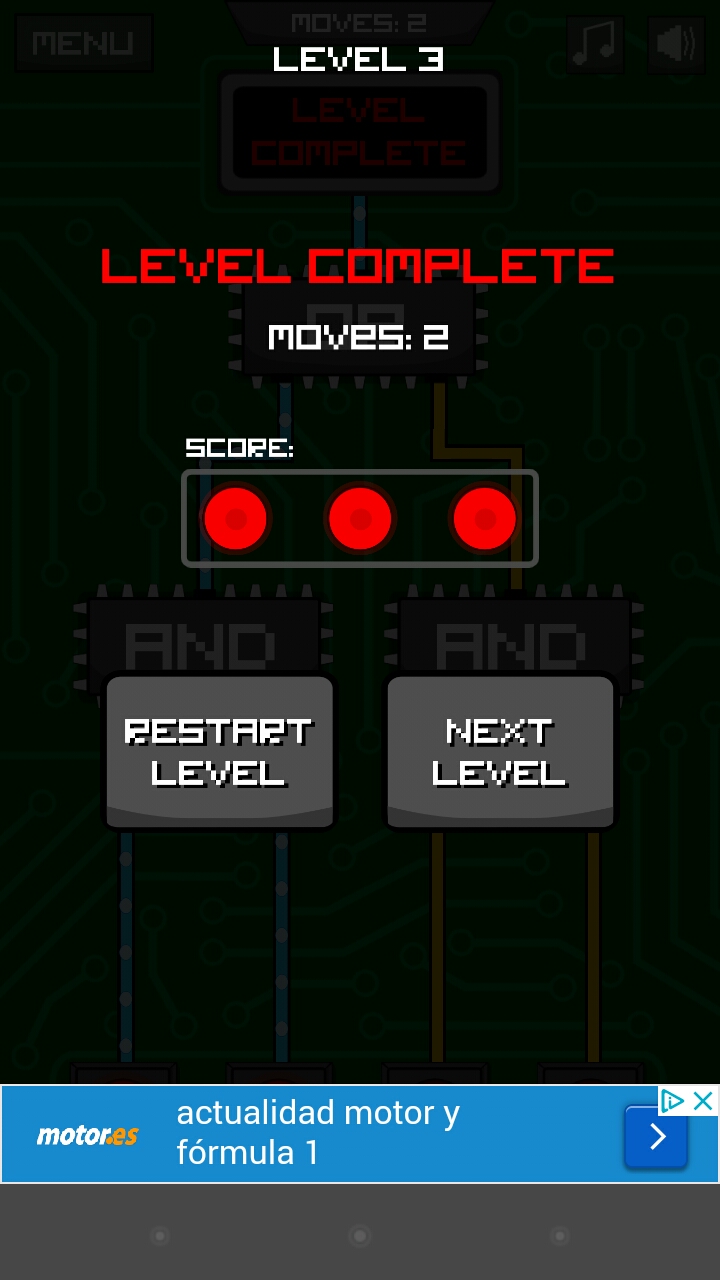 MENU
MOVES: 2
LEVEL 3
LEVEL
COMPLETE
LEVEL COMPLETE
OR
MOVES: 2
SCORE:
AND
AND
RESTART
LEVEL
NEXT
LEVEL
motor.es
actualidad motor y
fórmula 1